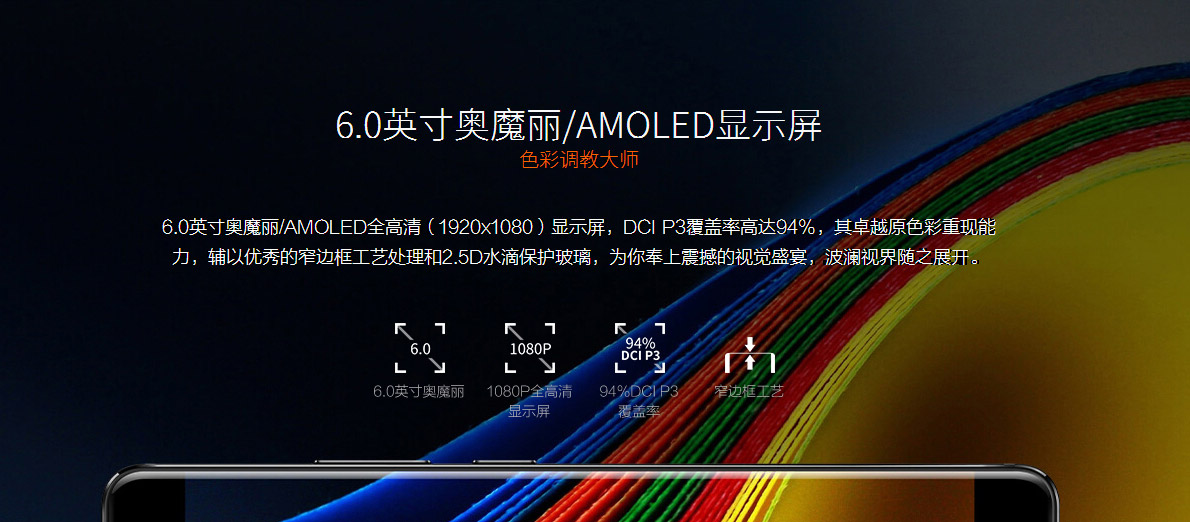 6.0英寸奥魔丽/AMOLED显示屏
色彩调教大师
6.0英寸奥魔丽/AMOLED全高清（1920x1080）显示屏，DCI P3覆盖率高达94%，其卓越原色彩重现能
力，辅以优秀的窄边框工艺处理和2.5D水滴保护玻璃，为你奉上震撼的视觉盛宴，波澜视界随之展开。
6.0
6.0英寸奥魔丽
1080P
1080P全高清
显示屏
94%
DCI P3
94%DCI P3
覆盖率
窄边框工艺